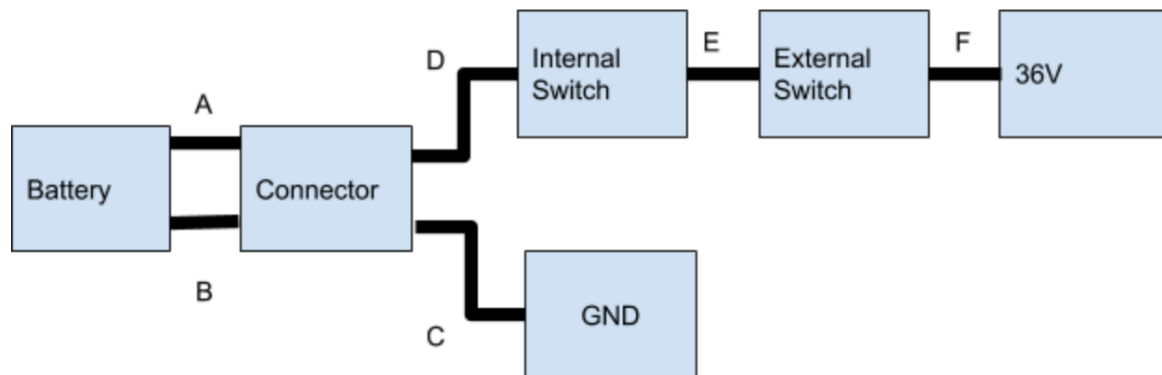 D
Internal
Switch
E
External
Switch
F
36V
A
Battery
Connector
B
C
GND